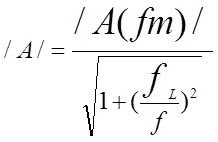 / A / = / A(fm) / / √(1+(f_L/f)^2)